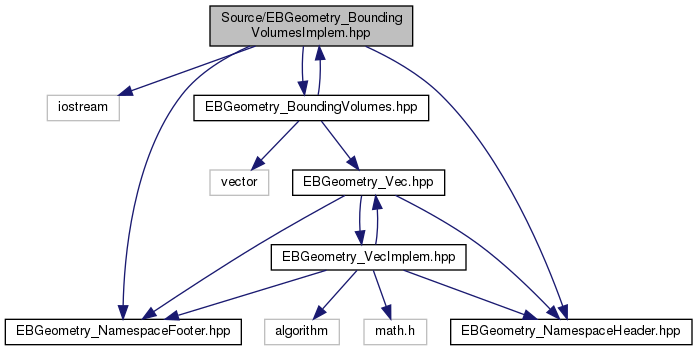 Source/EBGeometry_Bounding
VolumesImplem.hpp
iostream
EBGeometry_BoundingVolumes.hpp
vector
EBGeometry_Vec.hpp
EBGeometry_VecImplem.hpp
EBGeometry_NamespaceFooter.hpp
algorithm
math.h
EBGeometry_NamespaceHeader.hpp